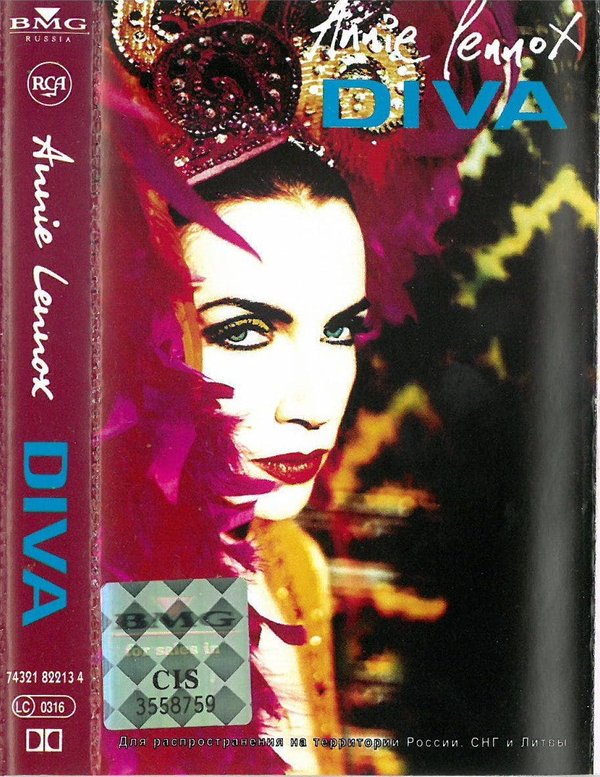 BMG
RUSSIA
RCA
Annie Lennox
DIVA
74321 82213 4
LC 0316
Annie Lennox
DIVA
BMG
for sales in
CIS
3558759
Для распространения на территории России, СНГ и Литвы